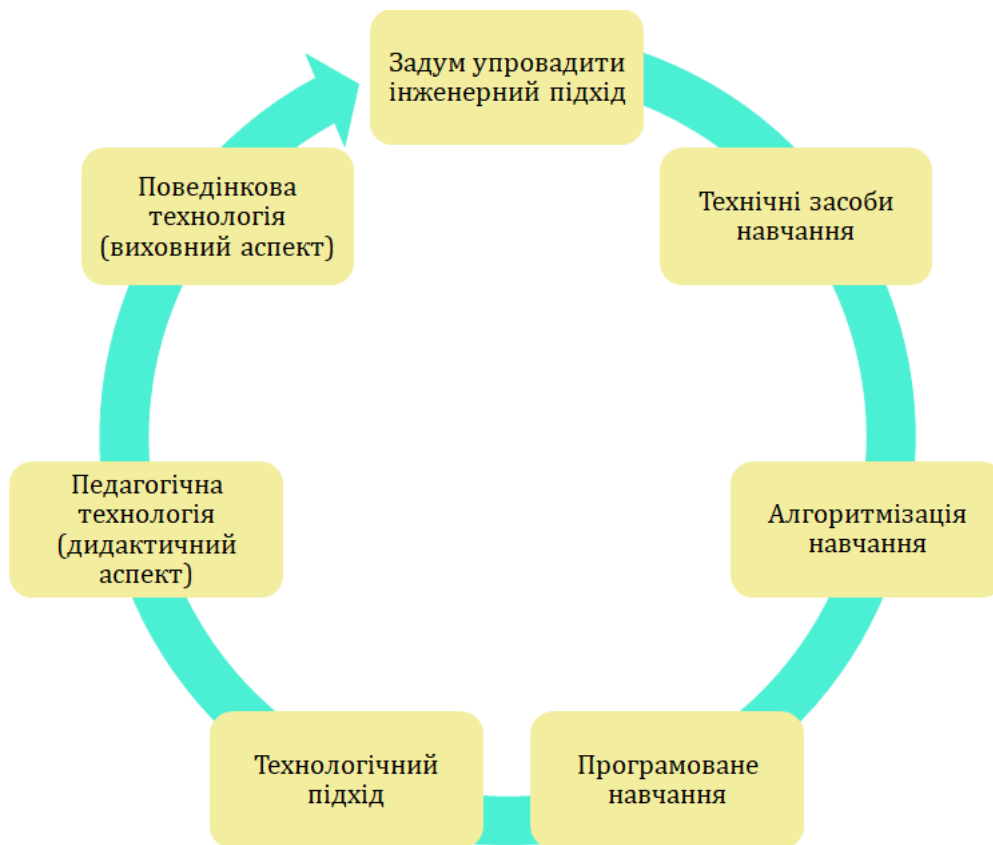 Задум упровадити
інженерний підхід
Технічні засоби
навчання
Алгоритмізація
навчання
Програмоване
навчання
Технологічний
підхід
Педагогічна
технологія
(дидактичний
аспект)
Поведінкова
технологія
(виховний аспект)